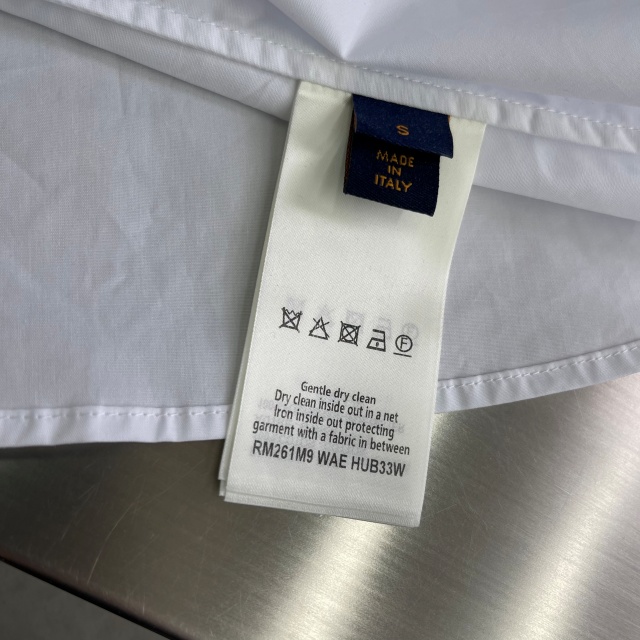 S
MADE
IN
ITALY
F
Gentle dry clean
Dry clean inside out in a net
Iron inside out protecting
garment with a fabric in between
RM261M9 WAE HUB33W